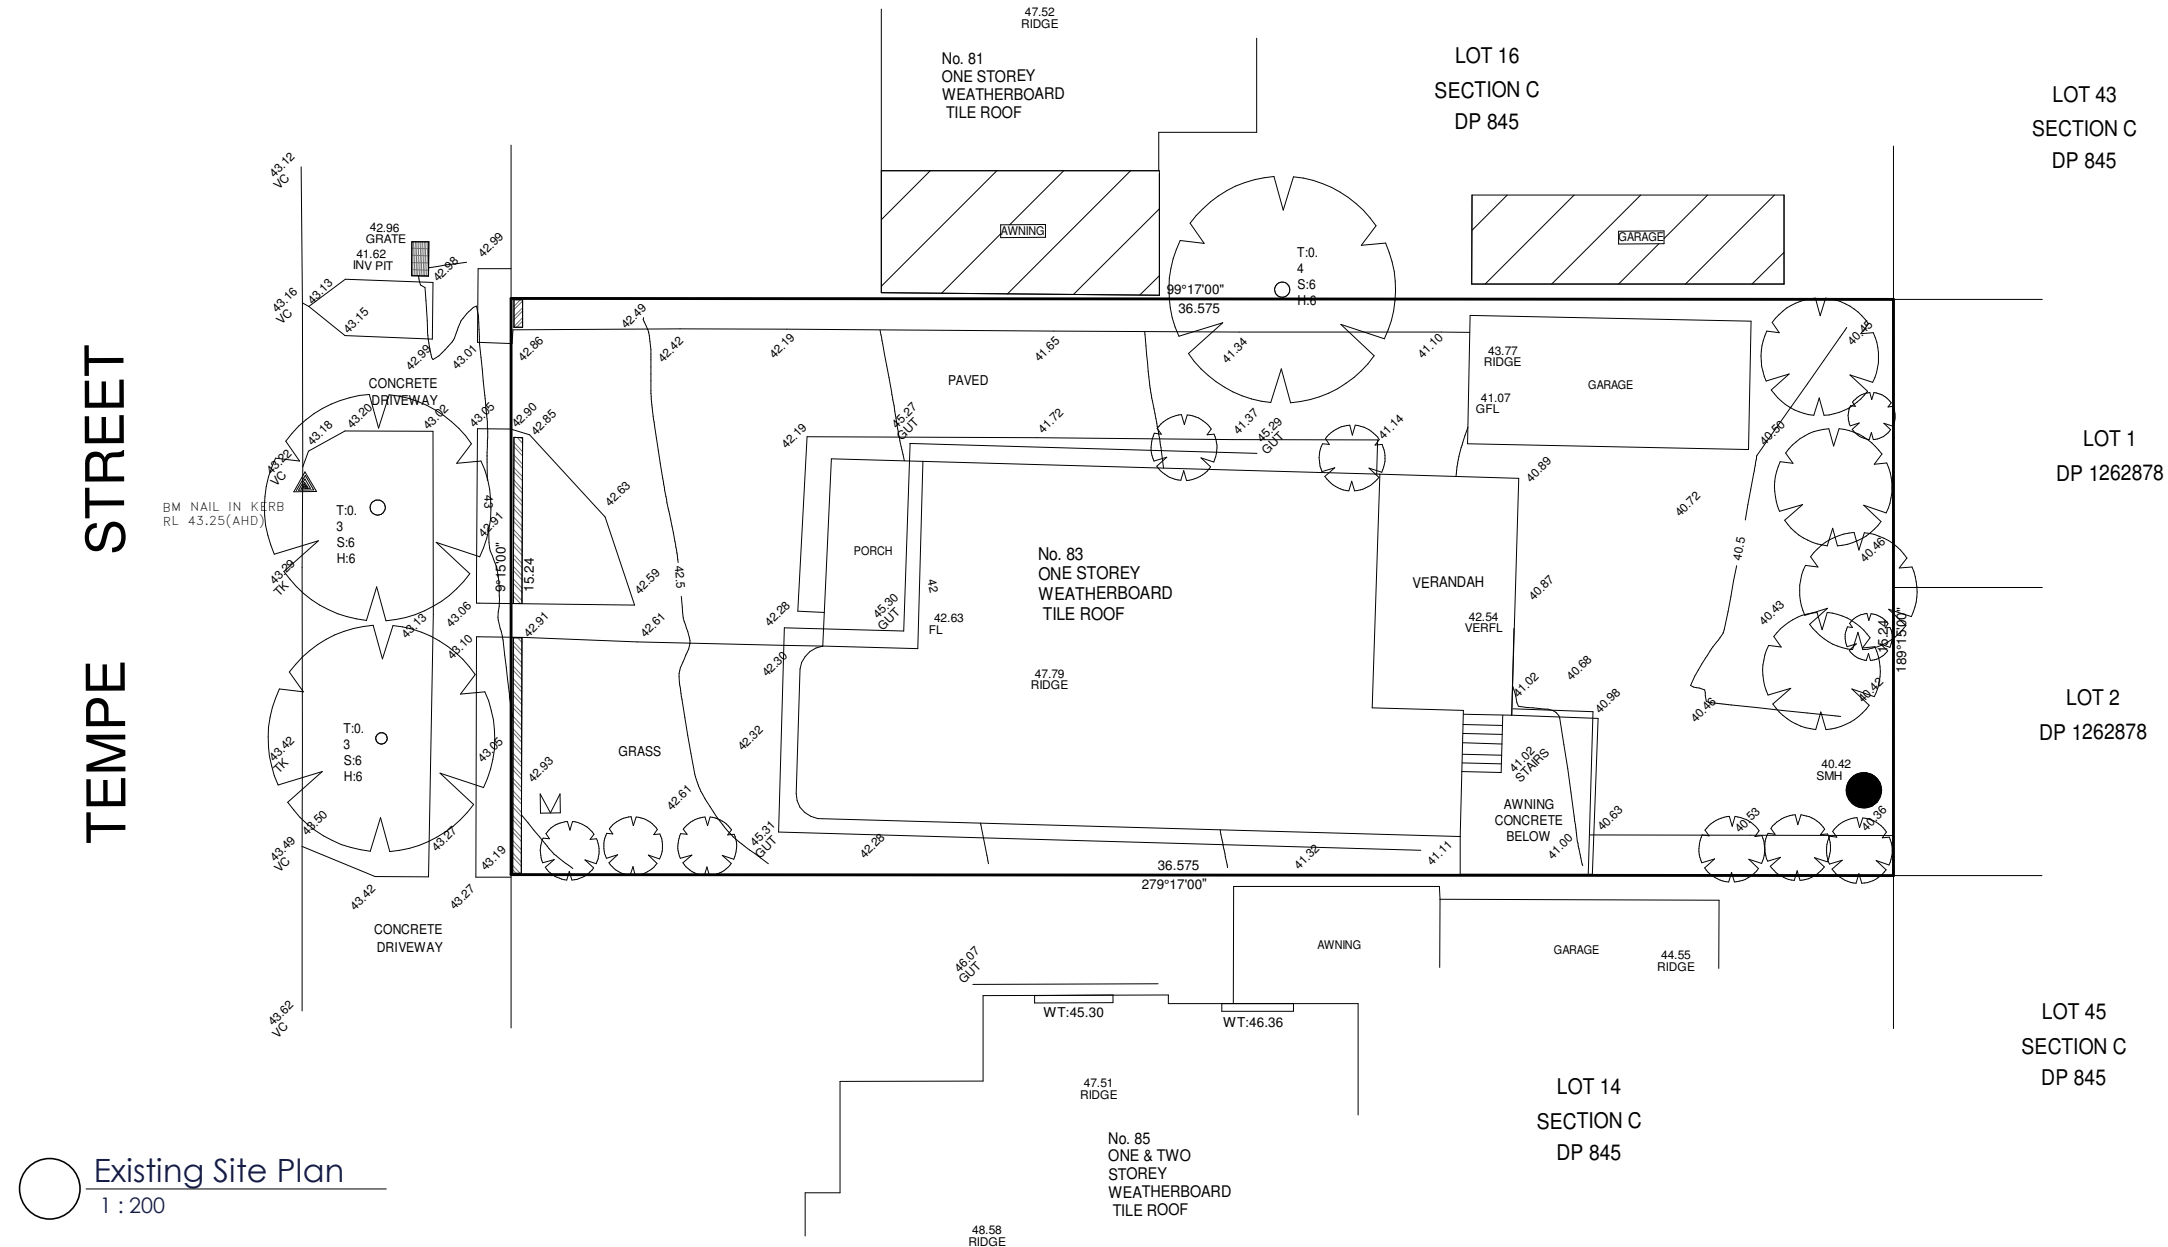 47.52
RIDGE
No. 81
ONE STOREY
WEATHERBOARD
TILE ROOF
LOT 16
SECTION C
DP 845
LOT 43
SECTION C
DP 845
43.12
VC
42.96
GRATE
41.62
INV PIT
42.99
42.98
AWNING
GARAGE
T:0.
4
S:6
H:6
99°17'00"
36.575
43.16
VC
43.13
43.15
42.99
43.01
42.86
42.49
42.42
42.19
41.65
41.34
41.10
40.45
PAVED
43.77
RIDGE
GARAGE
41.07
GFL
CONCRETE
DRIVEWAY
43.20
43.02
43.05
42.90
42.85
43.18
43.22
VC
42.19
45.27
GUT
41.72
41.37
45.29
GUT
41.14
40.50
40.89
40.72
LOT 1
DP 1262878
TEMPE STREET
BM NAIL IN KERB
RL 43.25(AHD)
T:0.
3
S:6
H:6
43
42.91
9°15'00"
15.24
42.63
42.5
42.59
PORCH
45.30
GUT
42
42.63
FL
No. 83
ONE STOREY
WEATHERBOARD
TILE ROOF
VERANDAH
42.54
VERFL
40.87
40.5
40.46
40.43
15.24
189°15'00"
43.29
TK
43.13
43.06
43.10
42.91
42.61
42.28
42.30
47.79
RIDGE
41.02
40.68
40.98
40.46
40.42
LOT 2
DP 1262878
T:0.
3
S:6
H:6
43.42
TK
43.05
42.93
GRASS
42.32
42.61
41.02
STAIRS
40.42
SMH
AWNING
CONCRETE
BELOW
40.63
40.53
40.36
43.50
43.49
VC
43.27
43.19
45.31
GUT
42.28
41.32
41.11
41.00
36.575
279°17'00"
43.42
43.27
CONCRETE
DRIVEWAY
AWNING
GARAGE
44.55
RIDGE
46.07
GUT
WT:45.30
WT:46.36
43.62
VC
LOT 45
SECTION C
DP 845
47.51
RIDGE
LOT 14
SECTION C
DP 845
No. 85
ONE & TWO
STOREY
WEATHERBOARD
TILE ROOF
48.58
RIDGE
Existing Site Plan
1 : 200